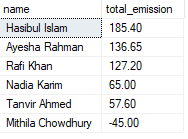 name total_emission
Hasibul Islam 185.40
Ayesha Rahman 136.65
Rafi Khan 127.20
Nadia Karim 65.00
Tanvir Ahmed 57.60
Mithila Chowdhury -45.00